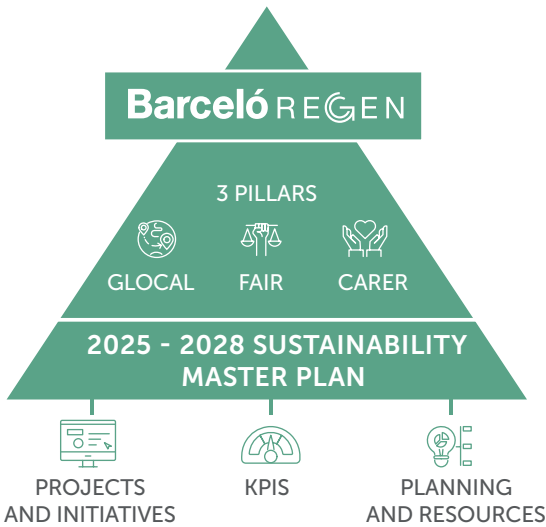 Barceló REGEN
3 PILLARS
GLOCAL FAIR CARER
2025 - 2028 SUSTAINABILITY
MASTER PLAN
PROJECTS
AND INITIATIVES
KPIS
PLANNING
AND RESOURCES